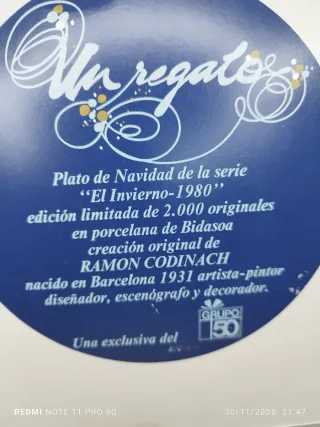 Un regalo
Plato de Navidad de la serie
"El Invierno-1980"
edición limitada de 2.000 originales
en porcelana de Bidasoa
creación original de
RAMON CODINACH
nacido en Barcelona 1931 artista-pintor
diseñador, escenógrafo y decorador.
Una exclusiva del
GRUPO
50
REDMI NOTE 11 PRO 5G
30/11/2025 21:47